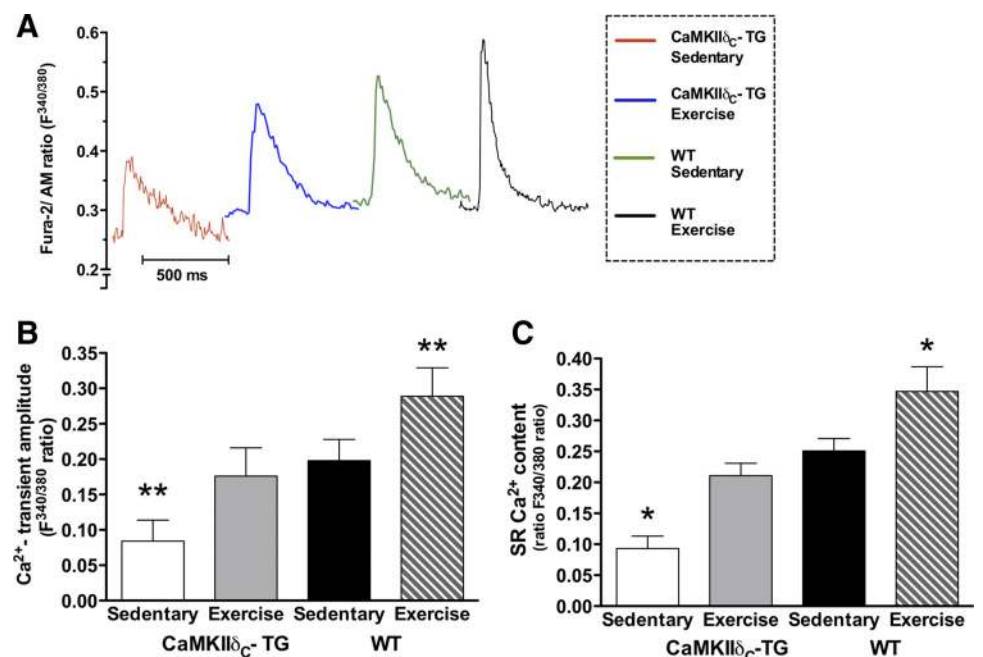 A
Fura-2/ AM ratio (F340/380)
0.6
0.5
0.4
0.3
0.2
500 ms
CaMKIIδC- TG
Sedentary
CaMKIIδC- TG
Exercise
WT
Sedentary
WT
Exercise
B
Ca2+- transient amplitude
(F340/380 ratio)
0.35
0.30
0.25
0.20
0.15
0.10
0.05
0.00
**
**
Sedentary Exercise Sedentary Exercise
CaMKIIδC- TG WT
C
SR Ca2+ content
(ratio F340/380 ratio)
0.40
0.35
0.30
0.25
0.20
0.15
0.10
0.05
0.00
*
*
Sedentary Exercise Sedentary Exercise
CaMKIIδC-TG WT